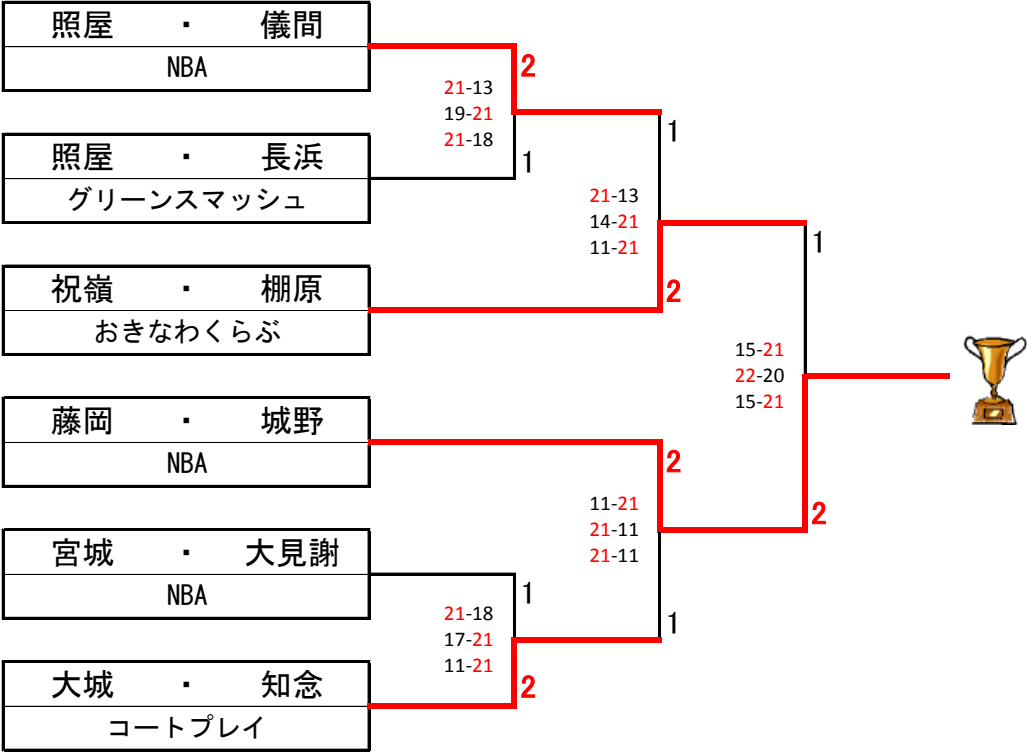 照屋 ・ 儀間
NBA
照屋 ・ 長浜
グリーンスマッシュ
祝嶺 ・ 棚原
おきなわくらぶ
藤岡 ・ 城野
NBA
宮城 ・ 大見謝
NBA
大城 ・ 知念
コートプレイ
2
21-13
19-21
21-18
1
1
21-13
14-21
11-21
2
1
15-21
22-20
15-21
2
2
11-21
21-11
21-11
1
1
21-18
17-21
11-21
2